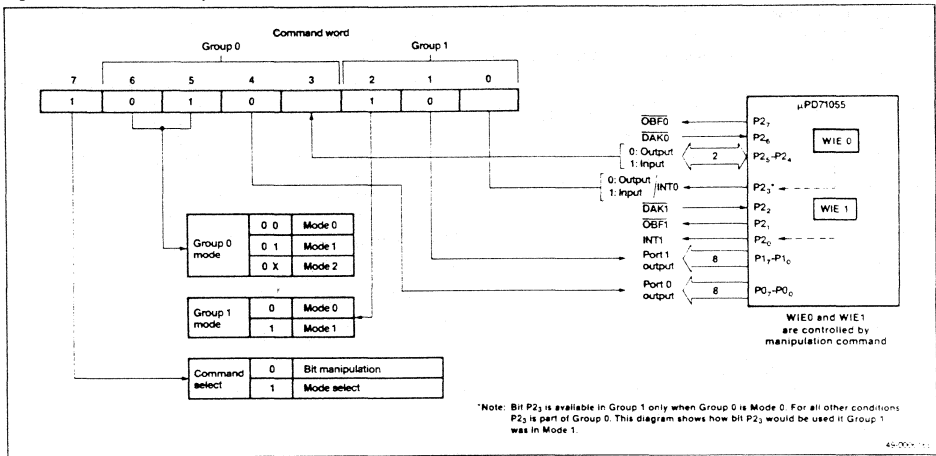 Command word
Group 0
Group 1
7 6 5 4 3 2 1 0
1 0 1 0 1 0
μPD71055
OBF0 P2₇
DAK0 P2₆ WIE 0
0: Output
1: Input 2 P2₅–P2₄
0: Output
1: Input /INT0 P2₃*
DAK1 P2₂ WIE 1
OBF1 P2₁
INT1 P2₀
Port 1
output 8 P1₇–P1₀
Port 0
output 8 P0₇–P0₀
WIE0 and WIE1
are controlled by
manipulation command
Group 0
mode
0 0 Mode 0
0 1 Mode 1
0 X Mode 2
Group 1
mode
0 Mode 0
1 Mode 1
Command
select
0 Bit manipulation
1 Mode select
*Note: Bit P2₃ is available in Group 1 only when Group 0 is Mode 0. For all other conditions
P2₃ is part of Group 0. This diagram shows how bit P2₃ would be used if Group 1
was in Mode 1.